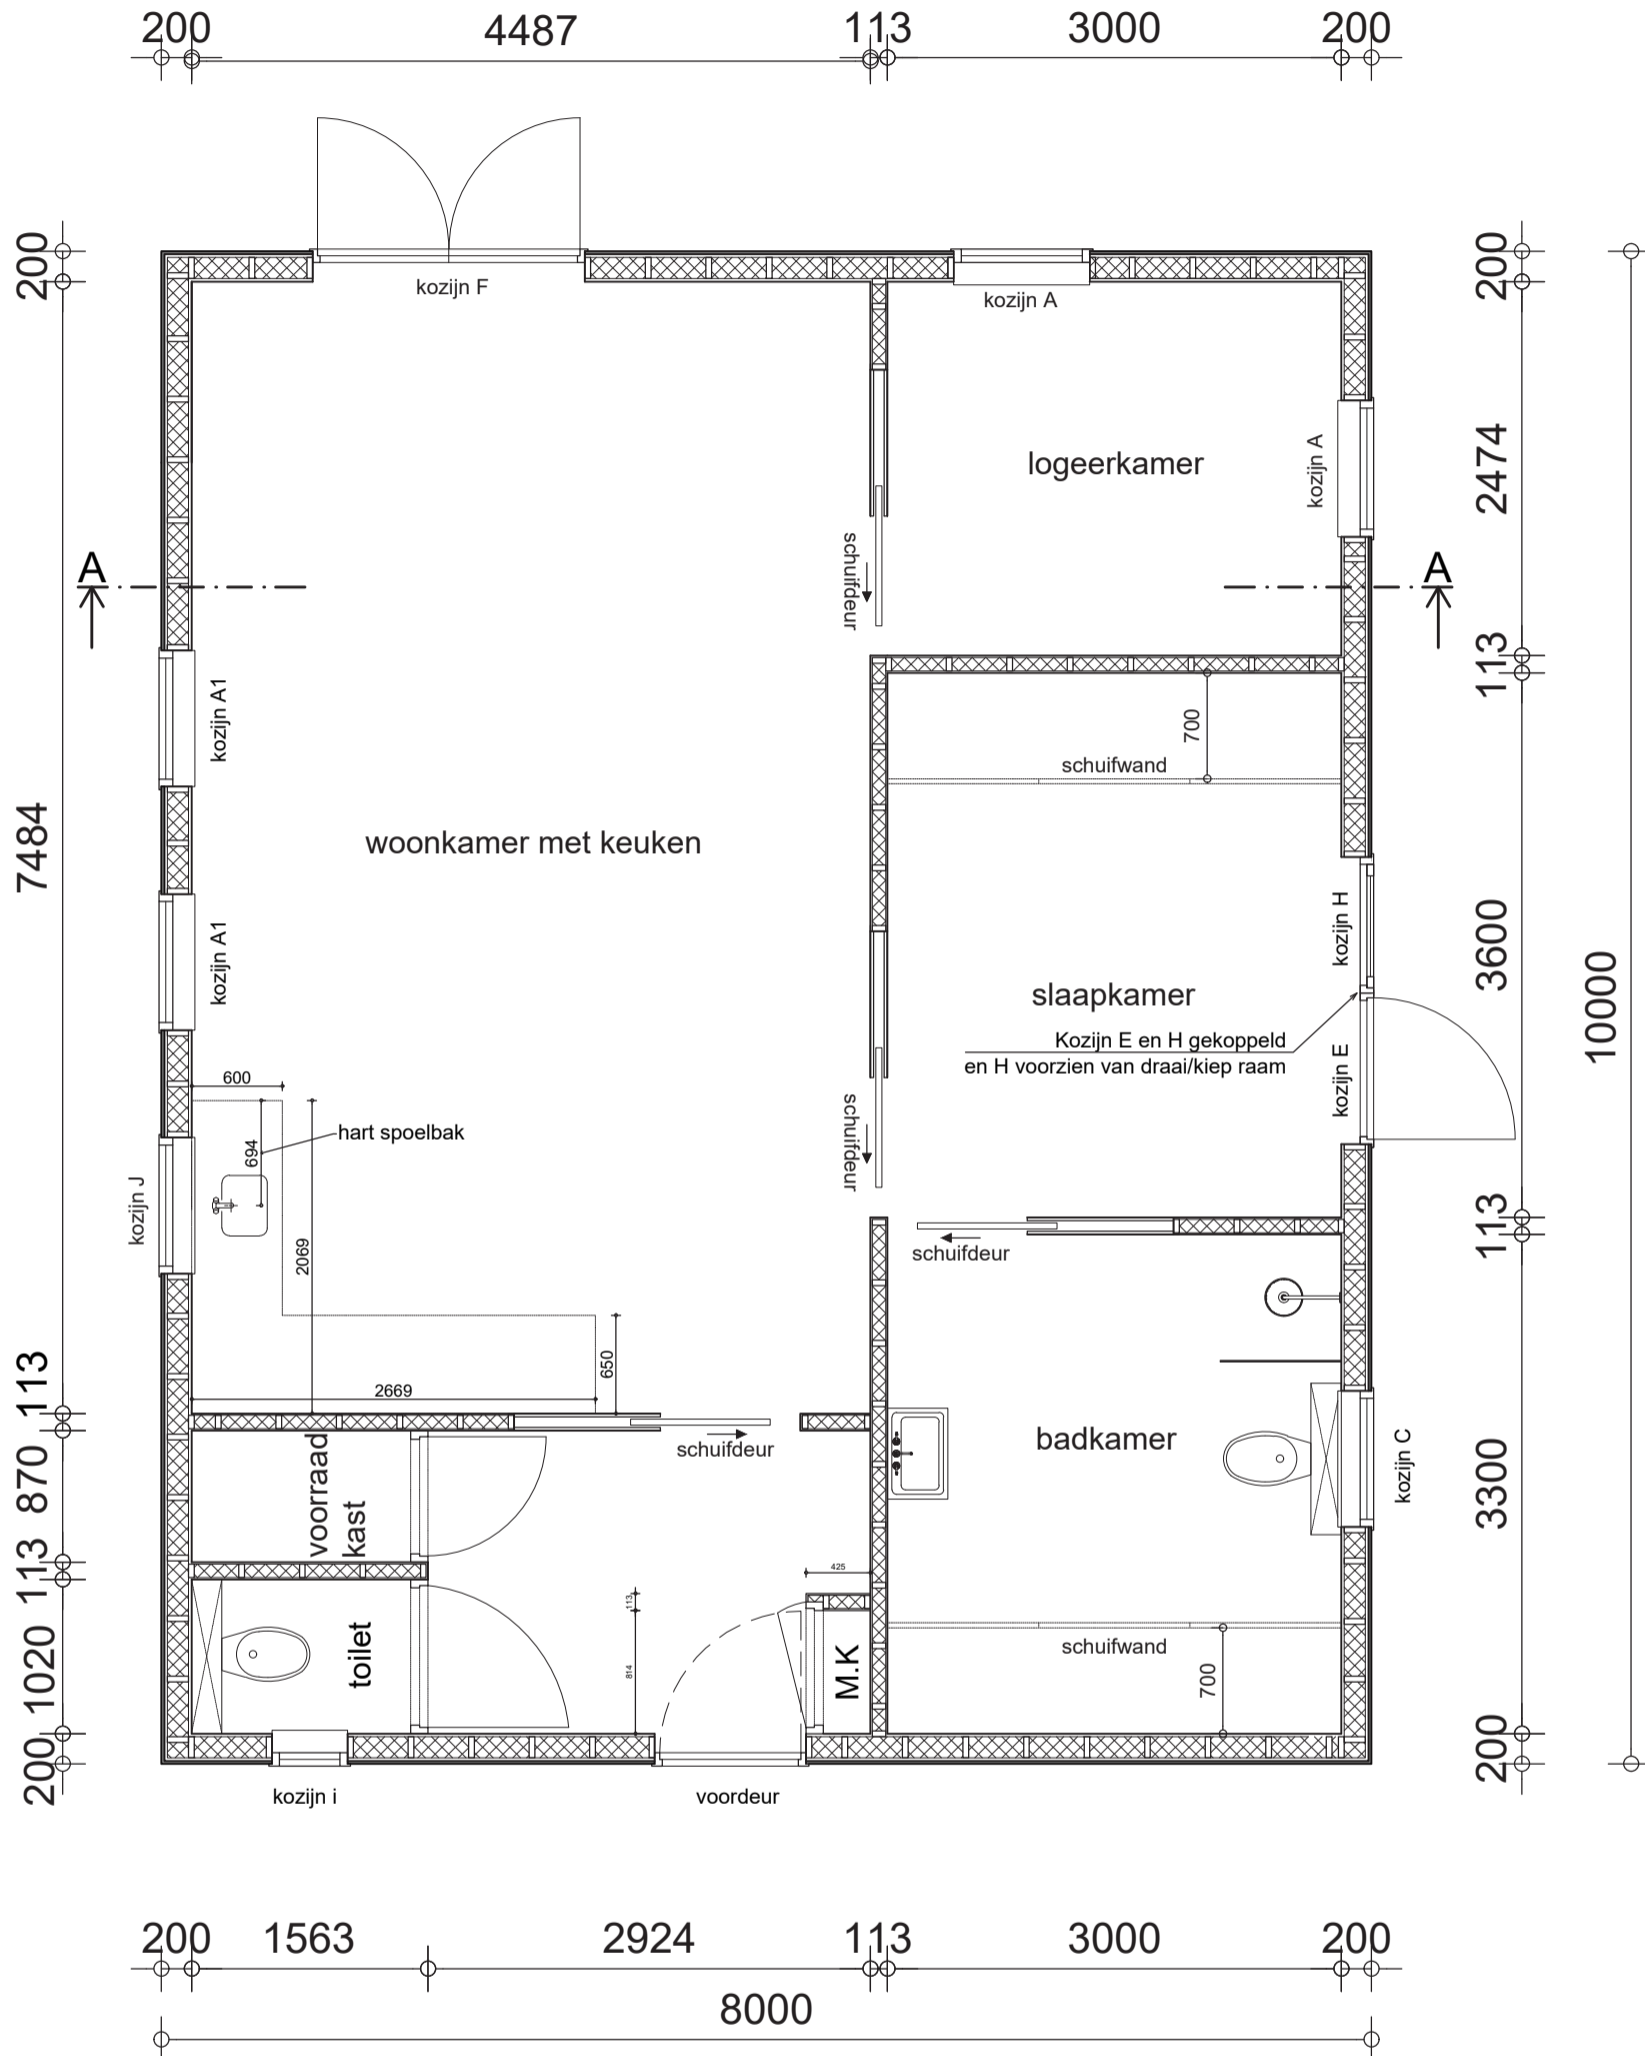 200 4487 113 3000 200
kozijn F
kozijn A
200
7484
113
870
113
1020
200
200
2474
113
3600
113
3300
200
10000
logeerkamer
kozijn A
schuifdeur
A
A
kozijn A1
700
schuifwand
woonkamer met keuken
kozijn A1
kozijn H
slaapkamer
Kozijn E en H gekoppeld
en H voorzien van draai/kiep raam
kozijn E
600
hart spoelbak
694
schuifdeur
kozijn J
2069
schuifdeur
650
2669
schuifdeur
badkamer
kozijn C
voorraad
kast
425
113
814
toilet
M.K
schuifwand
700
kozijn i
voordeur
200 1563 2924 113 3000 200
8000